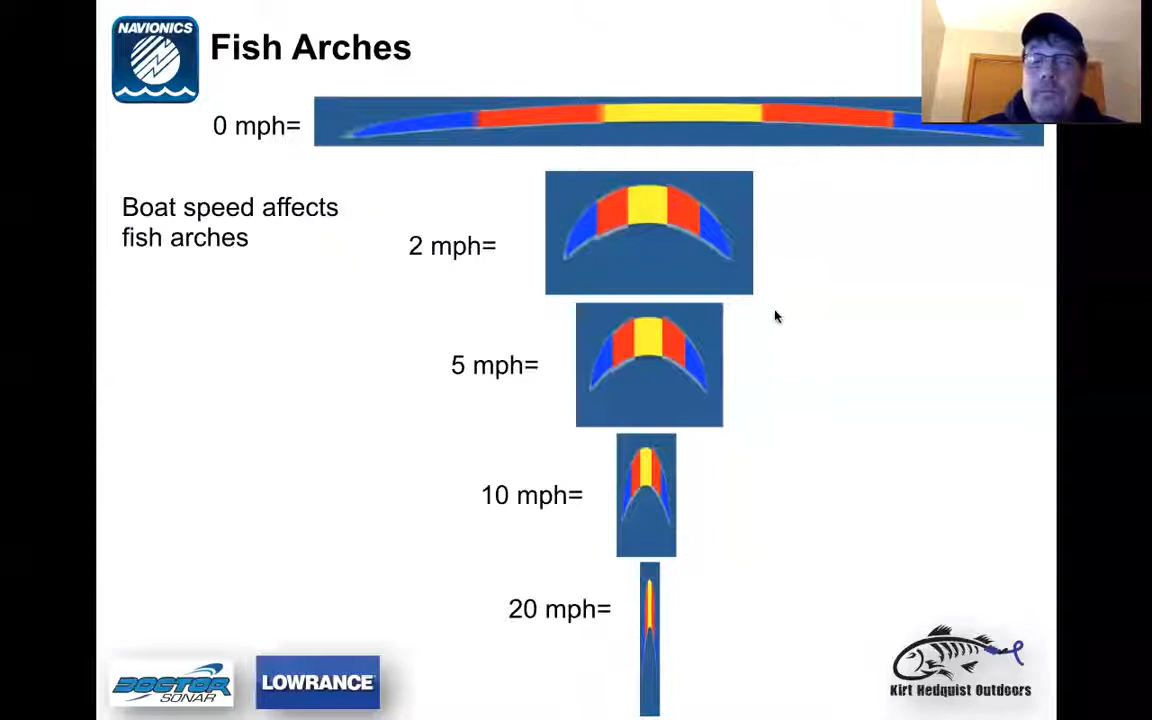 NAVIONICS
Fish Arches
0 mph=
Boat speed affects
fish arches
2 mph=
5 mph=
10 mph=
20 mph=
DOCTOR
SONAR
LOWRANCE
Kirt Hedquist Outdoors